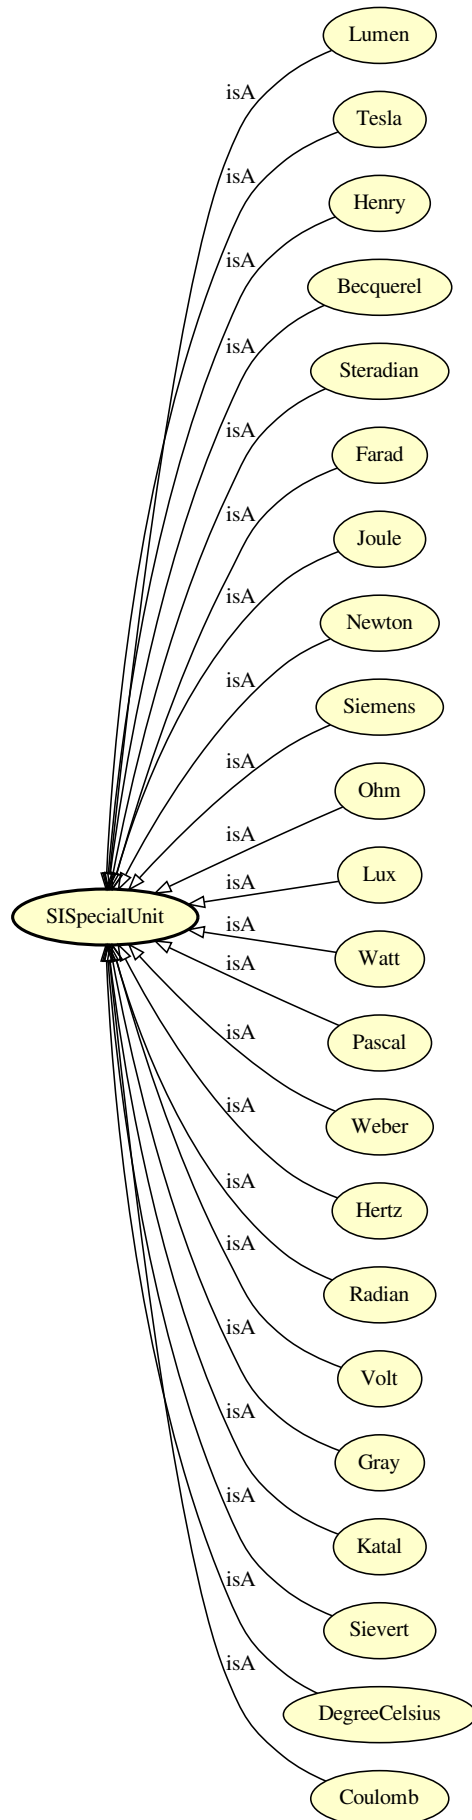 Lumen
isA
Tesla
isA
Henry
isA
Becquerel
isA
Steradian
isA
Farad
isA
Joule
isA
Newton
isA
Siemens
isA
Ohm
isA
Lux
isA
SISpecialUnit
isA
Watt
isA
Pascal
isA
Weber
isA
Hertz
isA
Radian
isA
Volt
isA
Gray
isA
Katal
isA
Sievert
isA
DegreeCelsius
isA
Coulomb